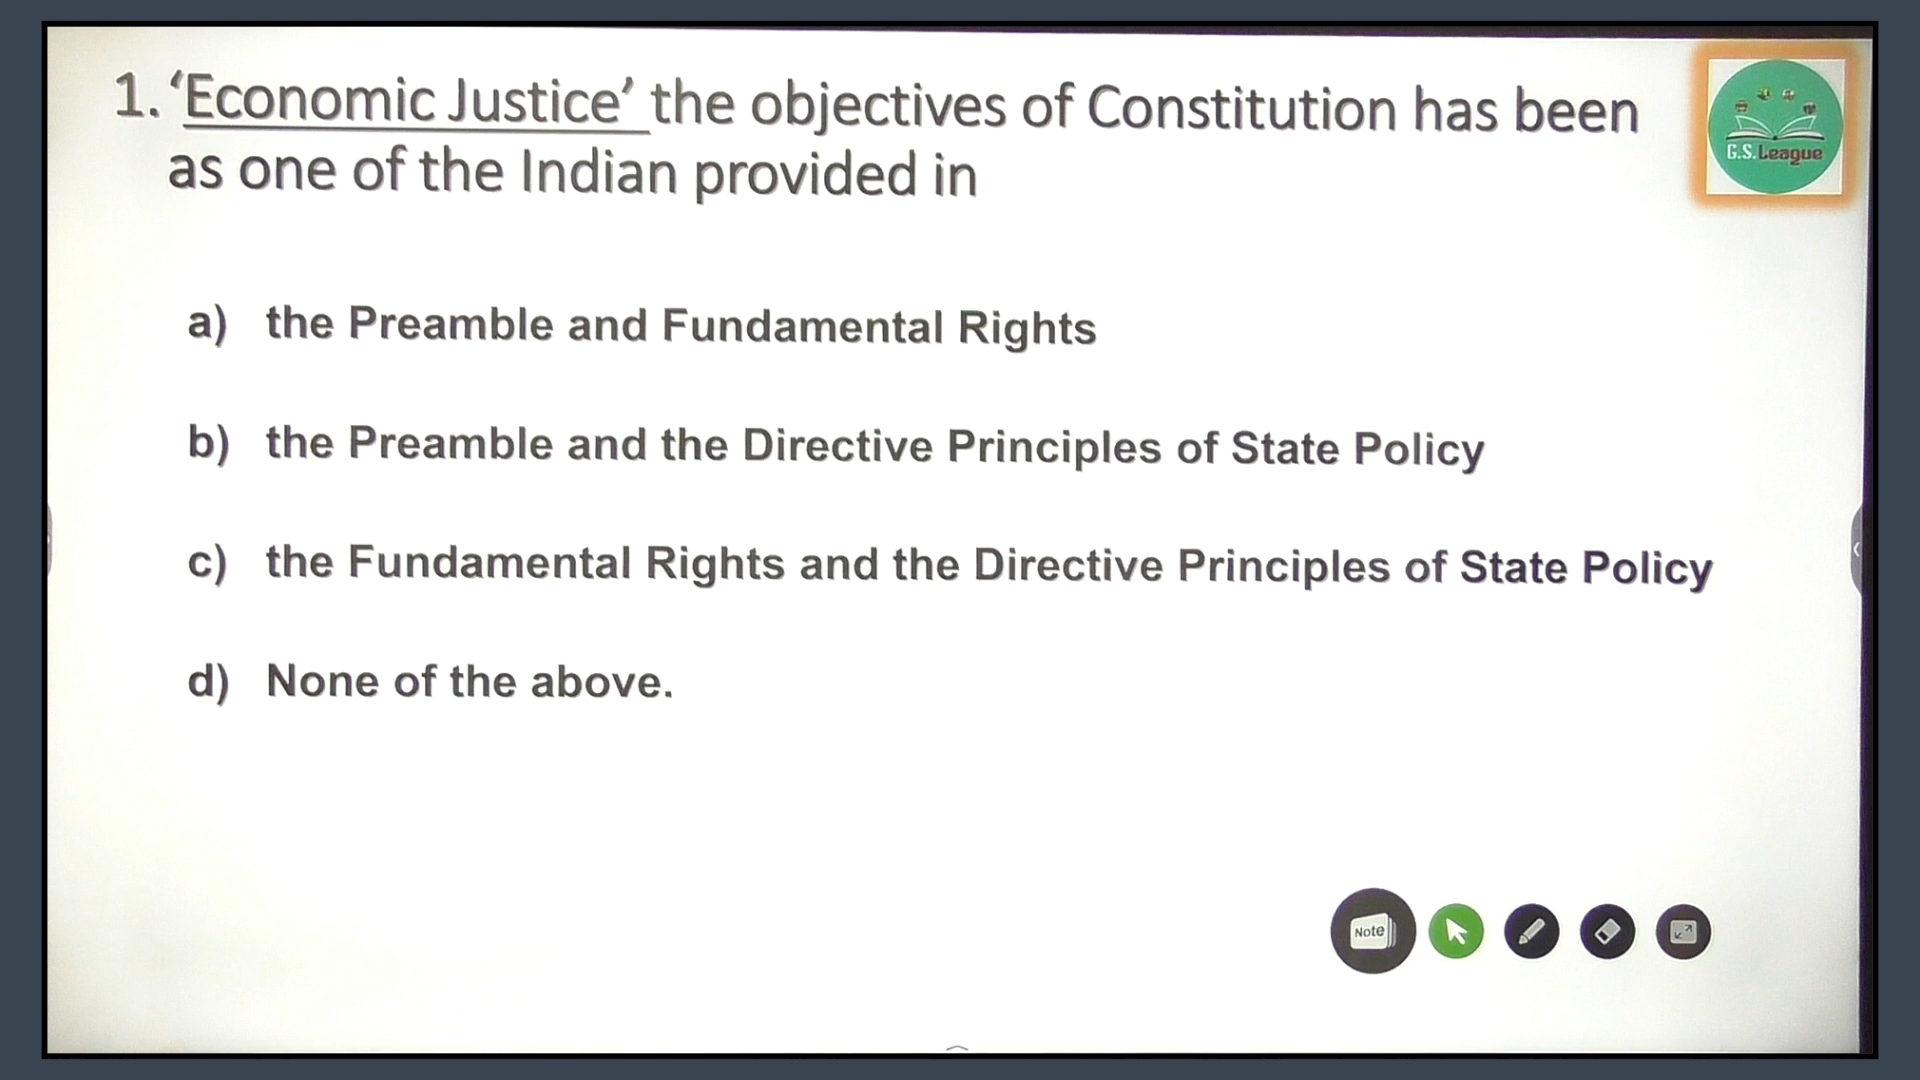 1. ‘Economic Justice’ the objectives of Constitution has been
as one of the Indian provided in
G.S.League
a) the Preamble and Fundamental Rights
b) the Preamble and the Directive Principles of State Policy
c) the Fundamental Rights and the Directive Principles of State Policy
d) None of the above.
Note